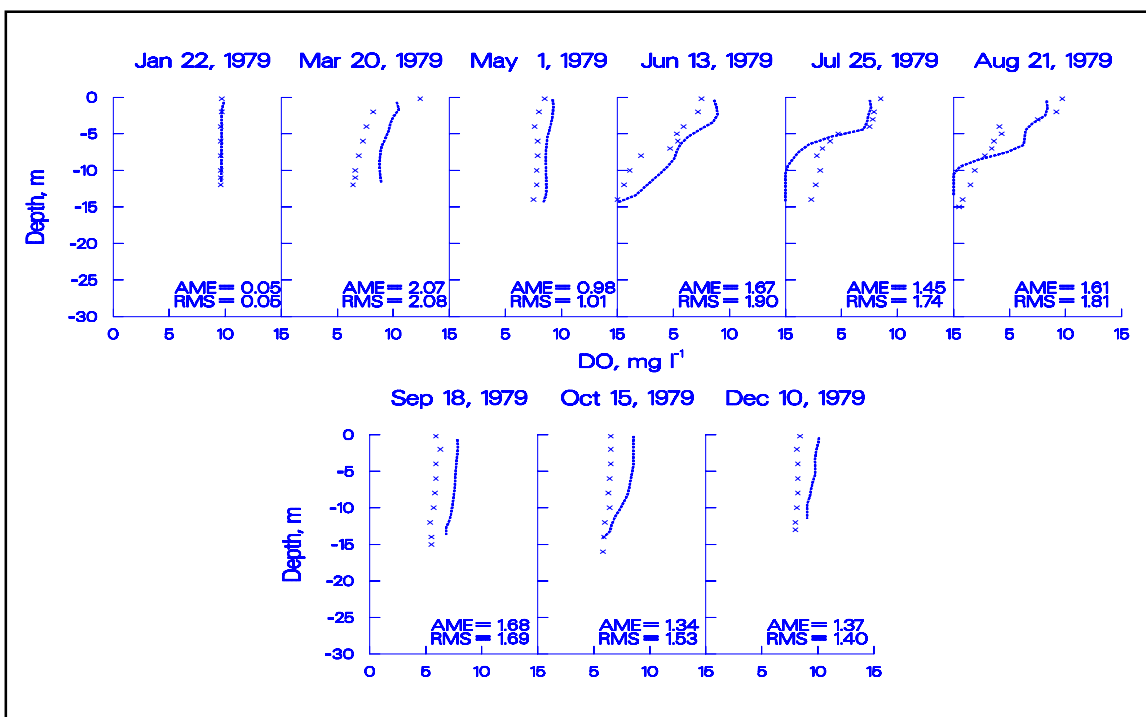 Jan 22, 1979 Mar 20, 1979 May 1, 1979 Jun 13, 1979 Jul 25, 1979 Aug 21, 1979
0
-5
-10
-15
-20
-25
-30
Depth, m
AME= 0.05 AME= 2.07 AME= 0.98 AME= 1.67 AME= 1.45 AME= 1.61
RMS= 0.05 RMS= 2.08 RMS= 1.01 RMS= 1.90 RMS= 1.74 RMS= 1.81
0 5 10 15 5 10 15 5 10 15 5 10 15 5 10 15 5 10 15
DO, mg l-1
Sep 18, 1979 Oct 15, 1979 Dec 10, 1979
0
-5
-10
-15
-20
-25
-30
Depth, m
AME= 1.68 AME= 1.34 AME= 1.37
RMS= 1.69 RMS= 1.53 RMS= 1.40
0 5 10 15 5 10 15 5 10 15